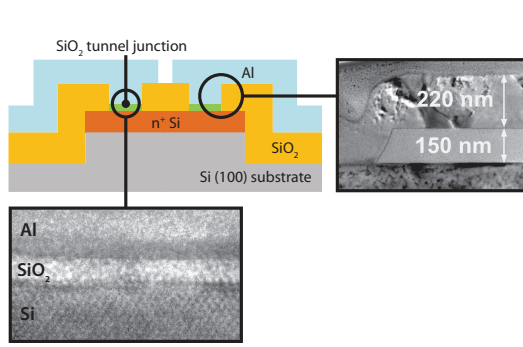 SiO₂ tunnel junction
Al
220 nm
150 nm
n⁺ Si
SiO₂
Si (100) substrate
Al
SiO₂
Si